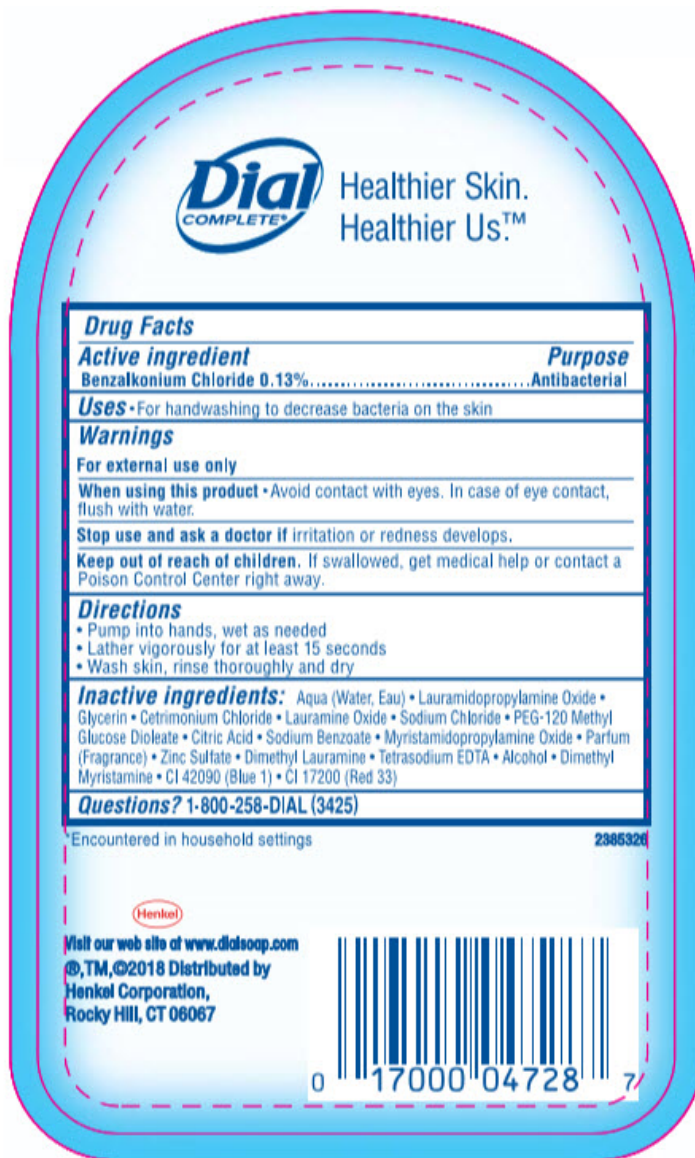 Dial
COMPLETE®
Healthier Skin.
Healthier Us.™
Drug Facts
Active ingredient Purpose
Benzalkonium Chloride 0.13%..................................Antibacterial
Uses • For handwashing to decrease bacteria on the skin
Warnings
For external use only
When using this product • Avoid contact with eyes. In case of eye contact,
flush with water.
Stop use and ask a doctor if irritation or redness develops.
Keep out of reach of children. If swallowed, get medical help or contact a
Poison Control Center right away.
Directions
• Pump into hands, wet as needed
• Lather vigorously for at least 15 seconds
• Wash skin, rinse thoroughly and dry
Inactive ingredients: Aqua (Water, Eau) • Lauramidopropylamine Oxide •
Glycerin • Cetrimonium Chloride • Lauramine Oxide • Sodium Chloride • PEG-120 Methyl
Glucose Dioleate • Citric Acid • Sodium Benzoate • Myristamidopropylamine Oxide • Parfum
(Fragrance) • Zinc Sulfate • Dimethyl Lauramine • Tetrasodium EDTA • Alcohol • Dimethyl
Myristamine • CI 42090 (Blue 1) • CI 17200 (Red 33)
Questions? 1-800-258-DIAL (3425)
*Encountered in household settings 2385326
Henkel
Visit our web site at www.dialsoap.com
®,TM,©2018 Distributed by
Henkel Corporation,
Rocky Hill, CT 06067
0 17000 04728 7